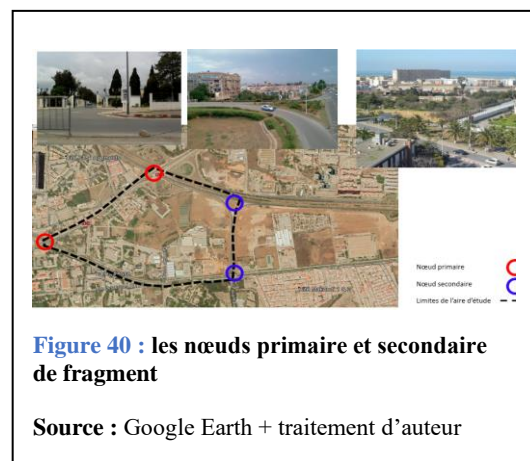 Nœud primaire
Nœud secondaire
Limites de l'aire d'étude
Figure 40 : les nœuds primaire et secondaire
de fragment
Source : Google Earth + traitement d'auteur